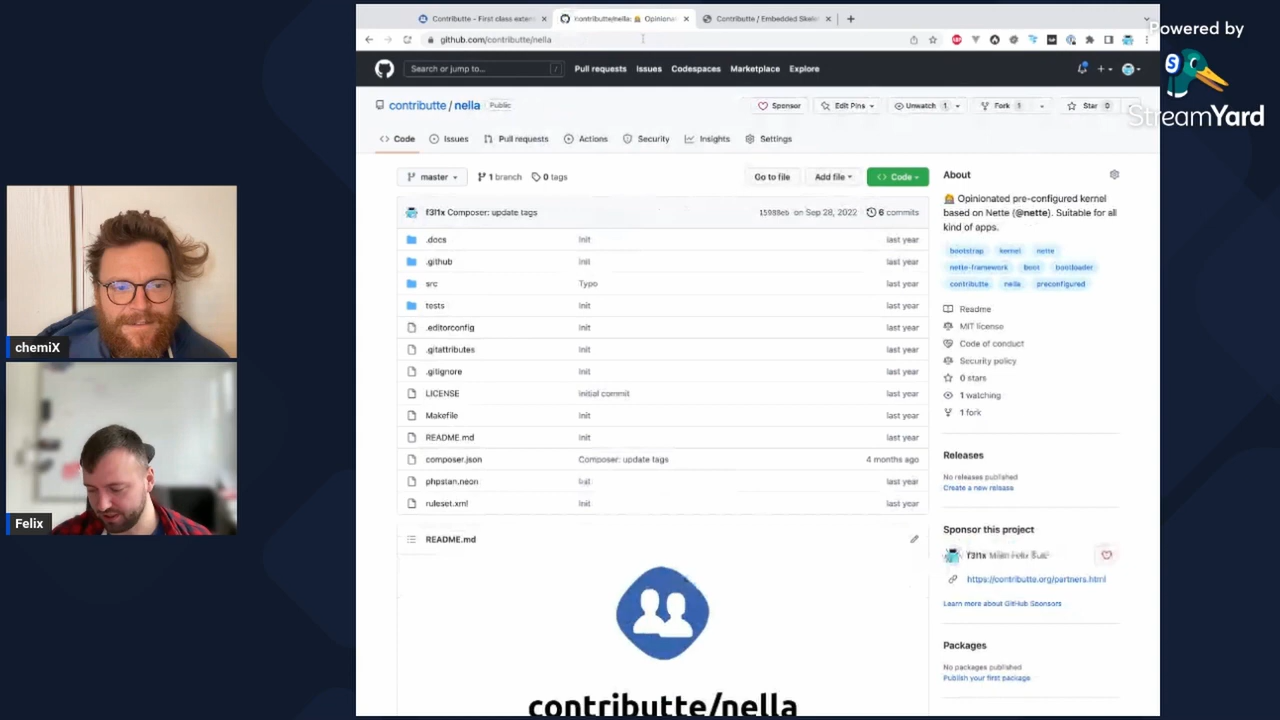 Contributte - First class exten
contributte/nella: Opinionat
Contributte / Embedded Skele
github.com/contributte/nella
Powered by
StreamYard
Search or jump to...
/
Pull requests
Issues
Codespaces
Marketplace
Explore
contributte / nella
Public
Sponsor
Edit Pins
Unwatch 1
Fork 1
Star 0
Code
Issues
Pull requests
Actions
Security
Insights
Settings
master
1 branch
0 tags
Go to file
Add file
Code
About
Opinionated pre-configured kernel
based on Nette (@nette). Suitable for all
kind of apps.
bootstrap kernel nette
nette-framework boot bootloader
contributte nella preconfigured
Readme
MIT license
Code of conduct
Security policy
0 stars
1 watching
1 fork
Releases
No releases published
Create a new release
Sponsor this project
f3l1x
https://contributte.org/partners.html
Learn more about GitHub Sponsors
Packages
No packages published
Publish your first package
f3l1x Composer: update tags
on Sep 28, 2022
6 commits
.docs Init last year
.github Init last year
src Typo last year
tests Init last year
.editorconfig Init last year
.gitattributes Init last year
.gitignore Init last year
LICENSE Initial commit last year
Makefile Init last year
README.md Init last year
composer.json Composer: update tags 4 months ago
phpstan.neon Init last year
ruleset.xml Init last year
README.md
contributte/nella
chemiX
Felix